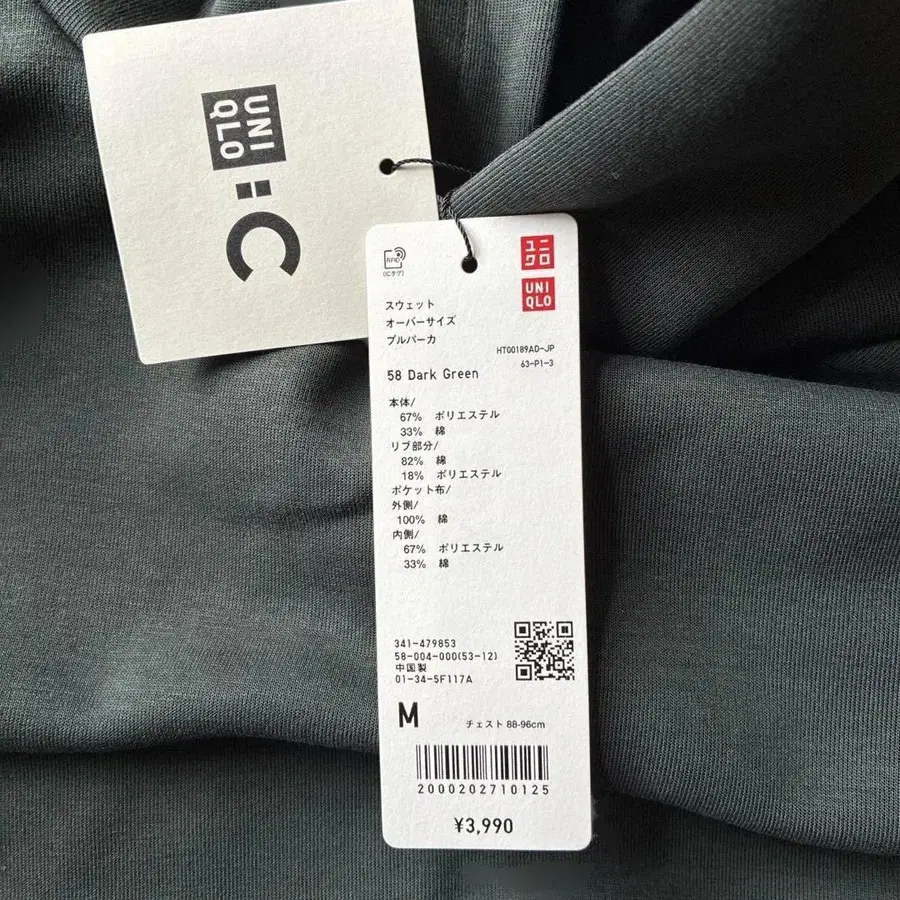 UNI
QLO
:C
RFID
(ICタグ)
ユニ
クロ
UNI
QLO
スウェット
オーバーサイズ
プルパーカ
HT00189AD-JP
63-P1-3
58 Dark Green
本体/
67% ポリエステル
33% 綿
リブ部分/
82% 綿
18% ポリエステル
ポケット布/
外側/
100% 綿
内側/
67% ポリエステル
33% 綿
341-479853
58-004-000(53-12)
中国製
01-34-5F117A
M チェスト 88-96cm
2000202710125
¥3,990